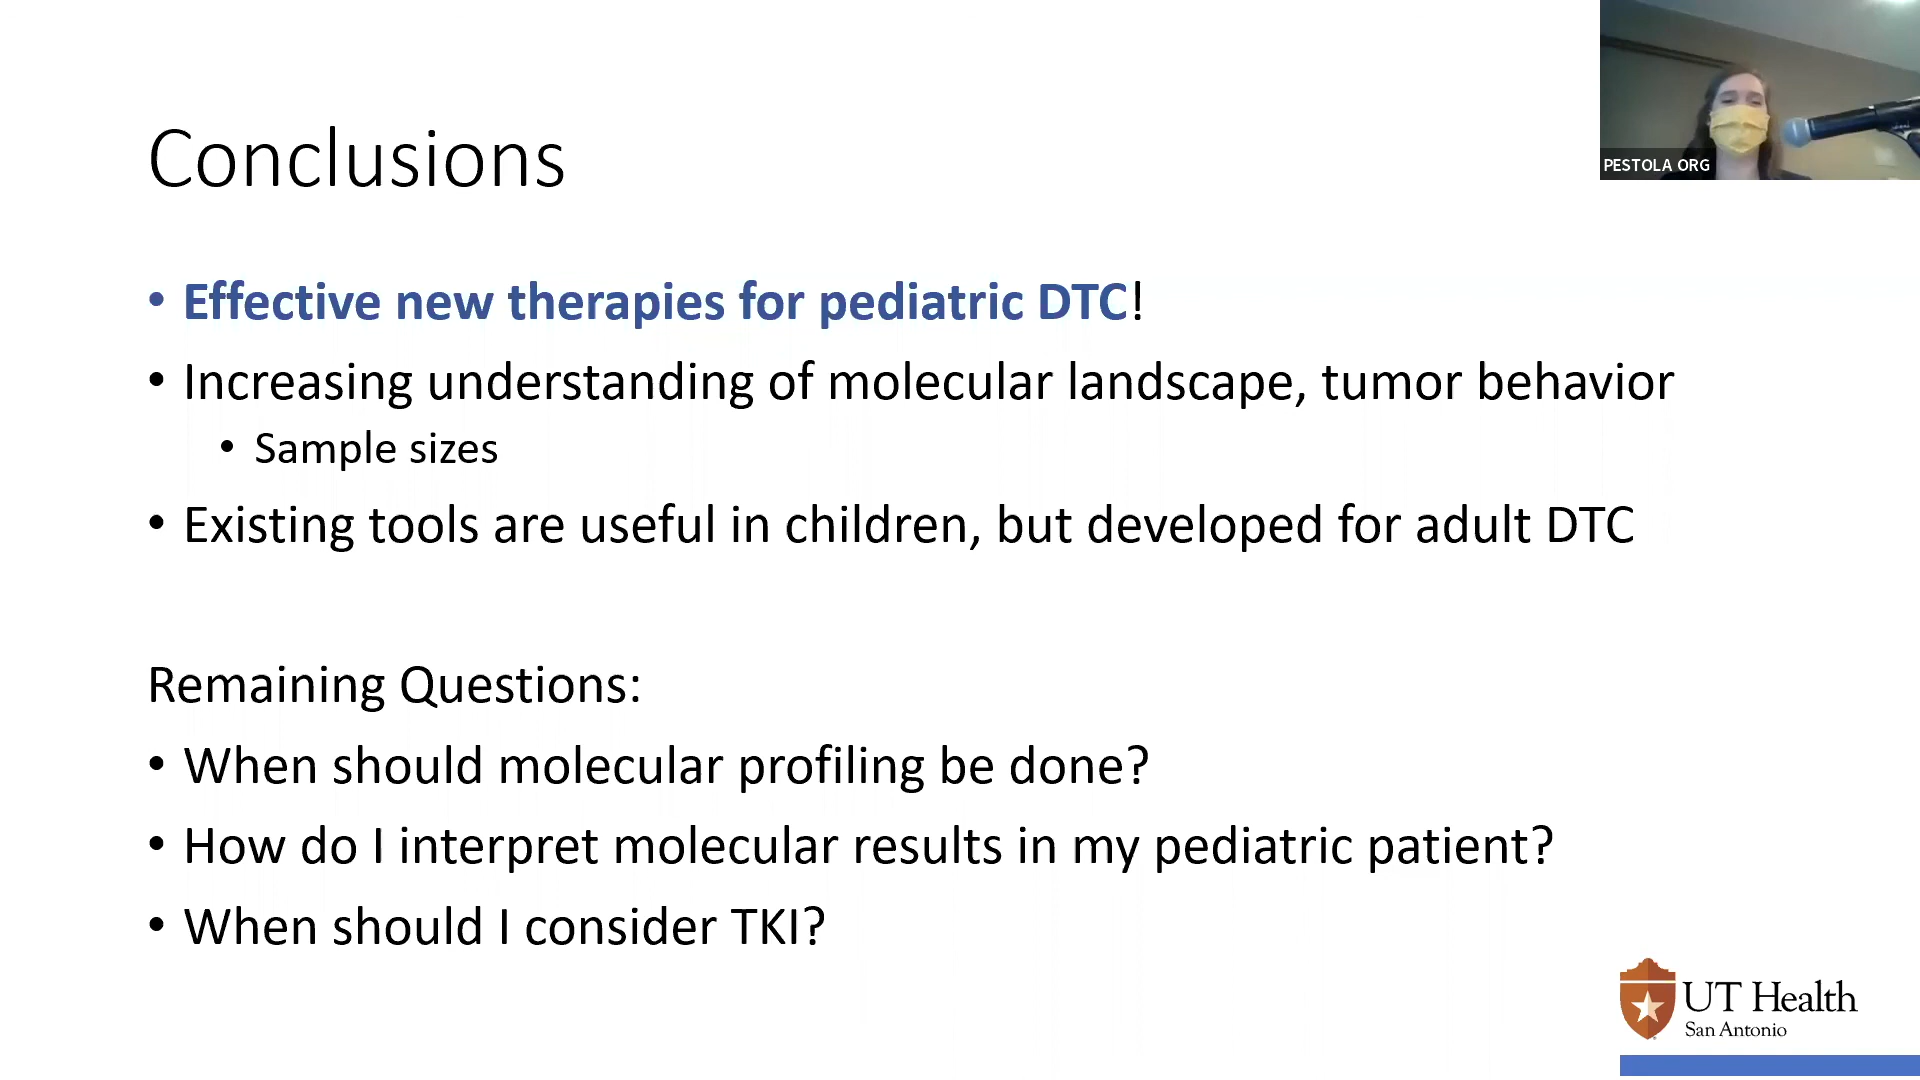 PESTOLA ORG
Conclusions
• Effective new therapies for pediatric DTC!
• Increasing understanding of molecular landscape, tumor behavior
• Sample sizes
• Existing tools are useful in children, but developed for adult DTC
Remaining Questions:
• When should molecular profiling be done?
• How do I interpret molecular results in my pediatric patient?
• When should I consider TKI?
UT Health
San Antonio